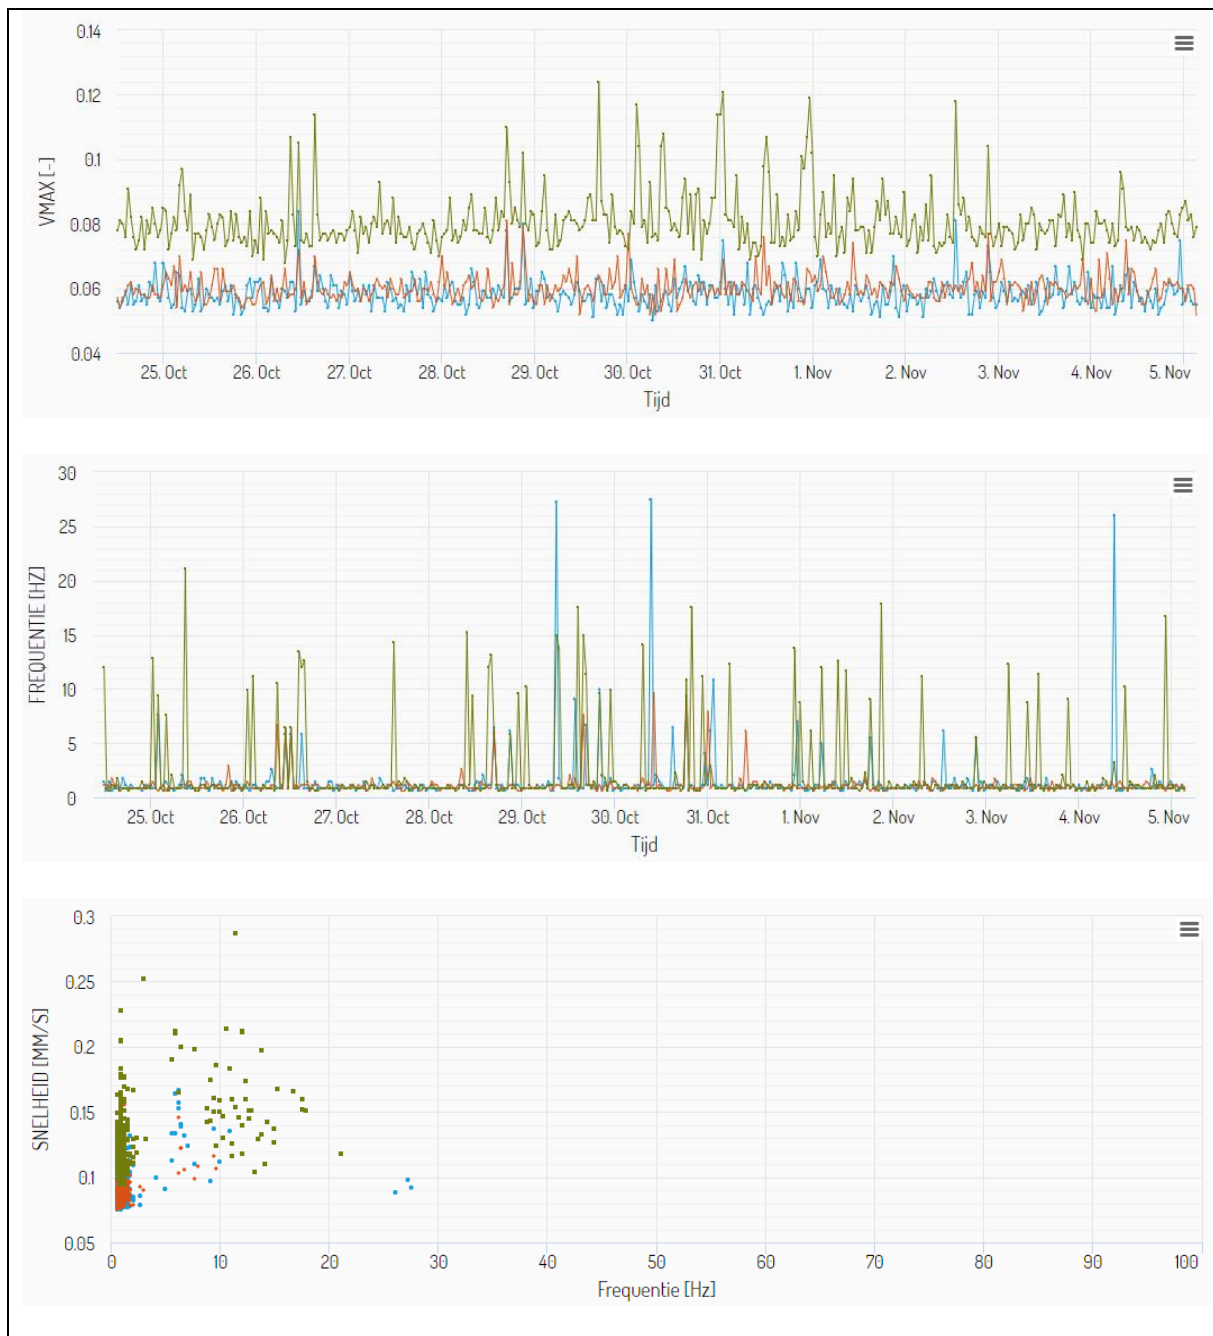 0.14
0.12
0.1
0.08
0.06
0.04
VMAX [-]
25. Oct 26. Oct 27. Oct 28. Oct 29. Oct 30. Oct 31. Oct 1. Nov 2. Nov 3. Nov 4. Nov 5. Nov
Tijd
30
25
20
15
10
5
0
FREQUENTIE [HZ]
25. Oct 26. Oct 27. Oct 28. Oct 29. Oct 30. Oct 31. Oct 1. Nov 2. Nov 3. Nov 4. Nov 5. Nov
Tijd
0.3
0.25
0.2
0.15
0.1
0.05
SNELHEID [MM/S]
0 10 20 30 40 50 60 70 80 90 100
Frequentie [Hz]